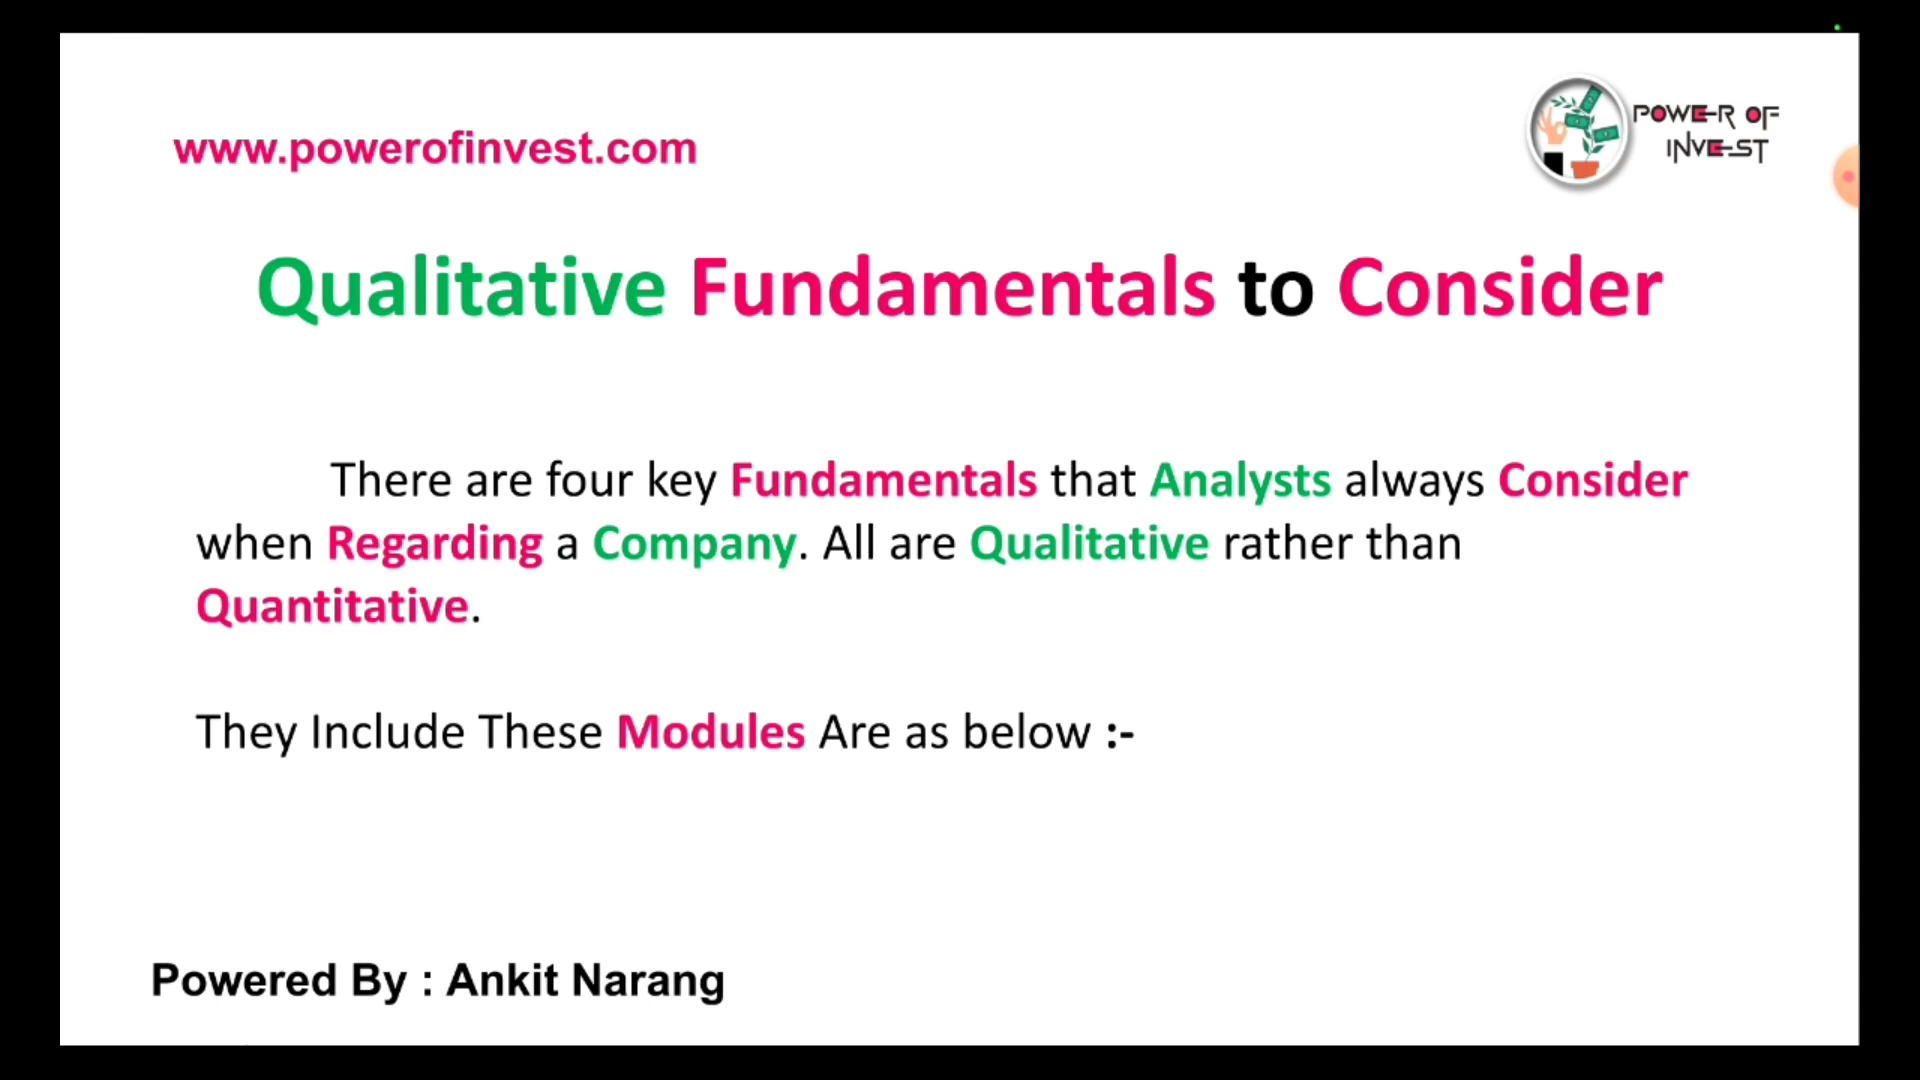 www.powerofinvest.com
POWER OF
INVEST
Qualitative Fundamentals to Consider
There are four key Fundamentals that Analysts always Consider
when Regarding a Company. All are Qualitative rather than
Quantitative.
They Include These Modules Are as below :-
Powered By : Ankit Narang